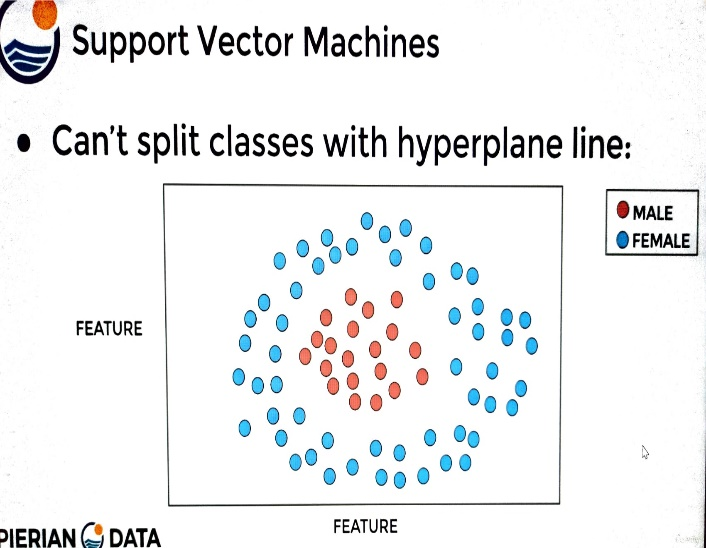 Support Vector Machines
• Can't split classes with hyperplane line:
MALE
FEMALE
FEATURE
FEATURE
PIERIAN DATA